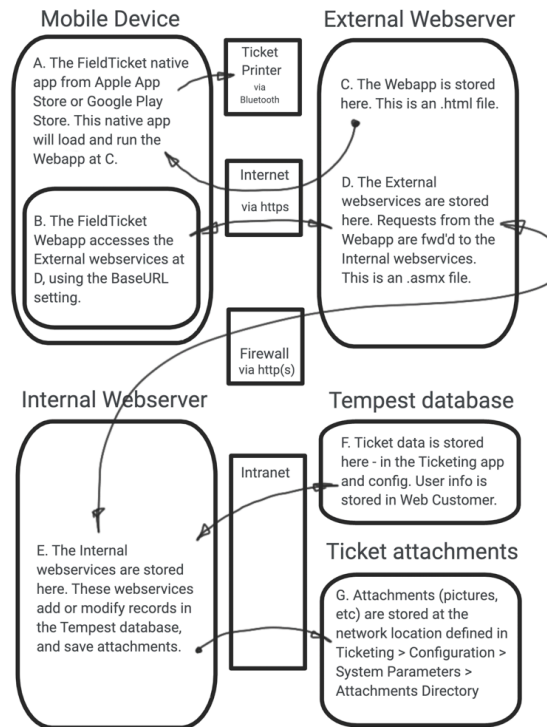 Mobile Device
A. The FieldTicket native
app from Apple App
Store or Google Play
Store. This native app
will load and run the
Webapp at C.
B. The FieldTicket
Webapp accesses the
External webservices at
D, using the BaseURL
setting.
Ticket
Printer
via
Bluetooth
Internet
via https
Firewall
via http(s)
External Webserver
C. The Webapp is stored
here. This is an .html file.
D. The External
webservices are stored
here. Requests from the
Webapp are fwd'd to the
Internal webservices.
This is an .asmx file.
Internal Webserver
E. The Internal
webservices are stored
here. These webservices
add or modify records in
the Tempest database,
and save attachments.
Intranet
Tempest database
F. Ticket data is stored
here - in the Ticketing app
and config. User info is
stored in Web Customer.
Ticket attachments
G. Attachments (pictures,
etc) are stored at the
network location defined in
Ticketing > Configuration >
System Parameters >
Attachments Directory